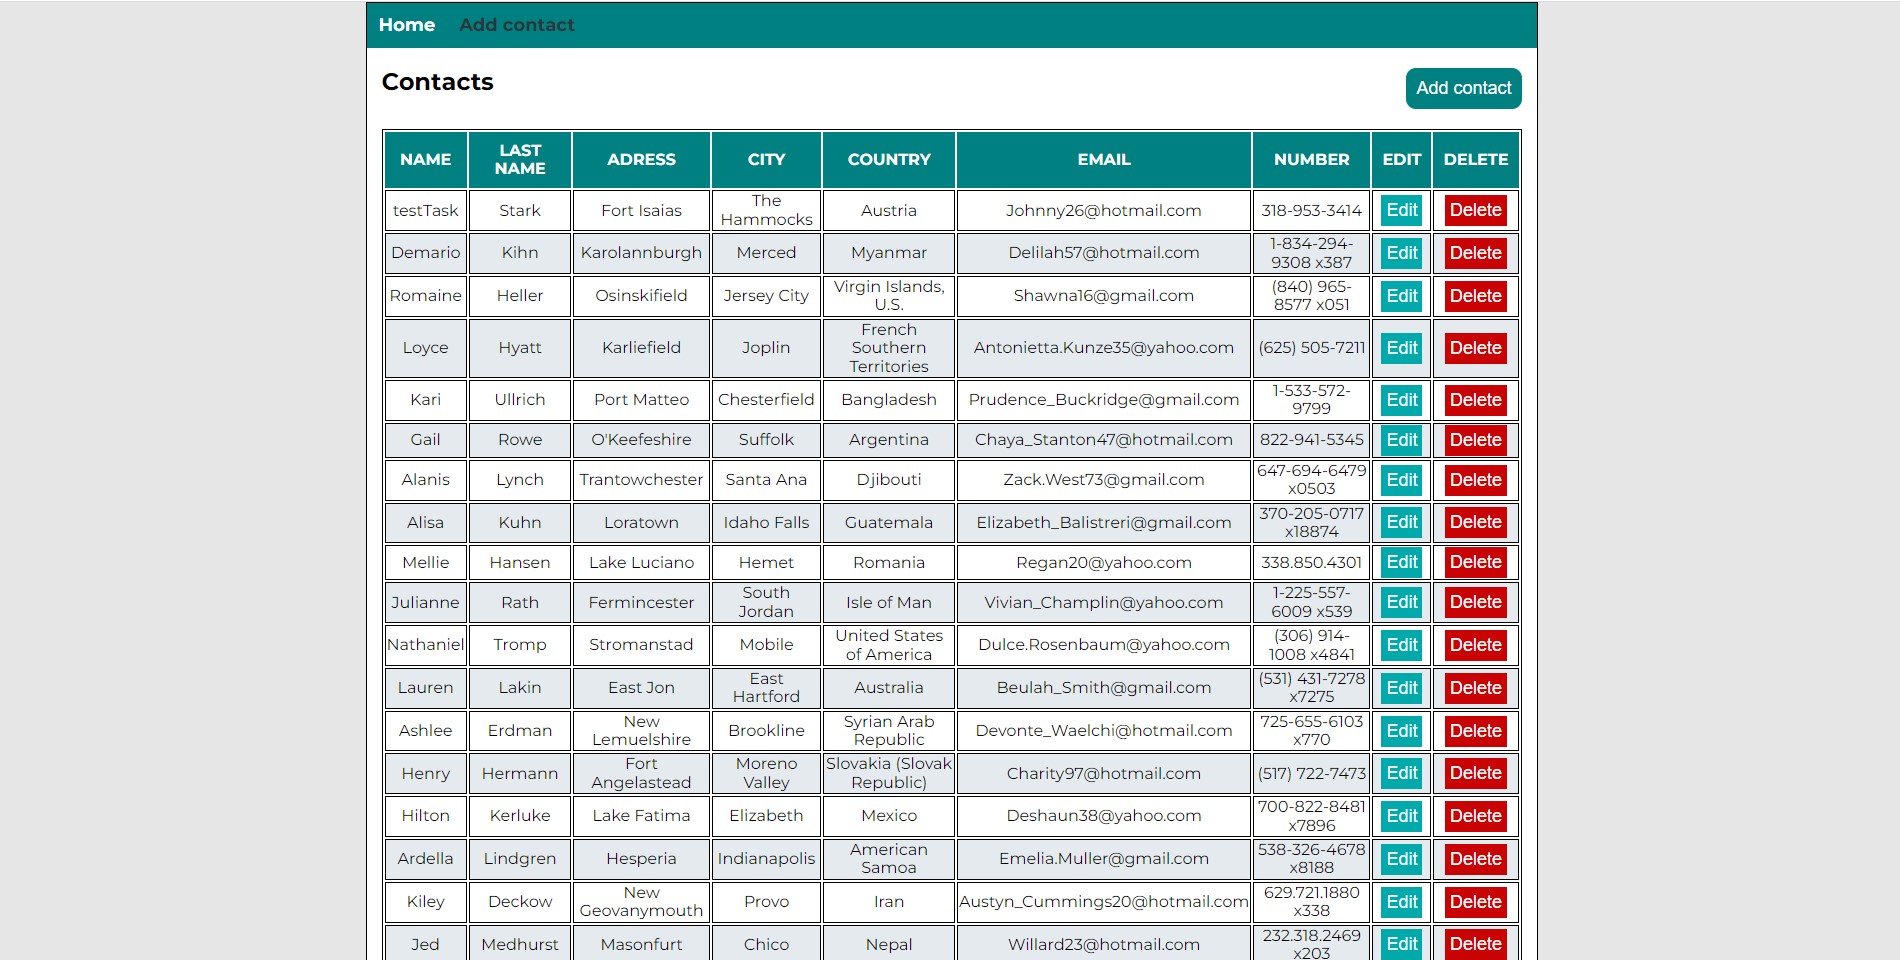 Home Add contact
Contacts
Add contact
NAME LAST NAME ADRESS CITY COUNTRY EMAIL NUMBER EDIT DELETE
testTask Stark Fort Isaias The Hammocks Austria Johnny26@hotmail.com 318-953-3414 Edit Delete
Demario Kihn Karolannburgh Merced Myanmar Delilah57@hotmail.com 1-834-294-9308 x387 Edit Delete
Romaine Heller Osinskifield Jersey City Virgin Islands, U.S. Shawna16@gmail.com (840) 965-8577 x051 Edit Delete
Loyce Hyatt Karliefield Joplin French Southern Territories Antonietta.Kunze35@yahoo.com (625) 505-7211 Edit Delete
Kari Ullrich Port Matteo Chesterfield Bangladesh Prudence_Buckridge@gmail.com 1-533-572-9799 Edit Delete
Gail Rowe O'Keefeshire Suffolk Argentina Chaya_Stanton47@hotmail.com 822-941-5345 Edit Delete
Alanis Lynch Trantowchester Santa Ana Djibouti Zack.West73@gmail.com 647-694-6479 x0503 Edit Delete
Alisa Kuhn Loratown Idaho Falls Guatemala Elizabeth_Balistreri@gmail.com 370-205-0717 x18874 Edit Delete
Mellie Hansen Lake Luciano Hemet Romania Regan20@yahoo.com 338.850.4301 Edit Delete
Julianne Rath Fermincester South Jordan Isle of Man Vivian_Champlin@yahoo.com 1-225-557-6009 x539 Edit Delete
Nathaniel Tromp Stromanstad Mobile United States of America Dulce.Rosenbaum@yahoo.com (306) 914-1008 x4841 Edit Delete
Lauren Lakin East Jon East Hartford Australia Beulah_Smith@gmail.com (531) 431-7278 x7275 Edit Delete
Ashlee Erdman New Lemuelshire Brookline Syrian Arab Republic Devonte_Waelchi@hotmail.com 725-655-6103 x770 Edit Delete
Henry Hermann Fort Angelastead Moreno Valley Slovakia (Slovak Republic) Charity97@hotmail.com (517) 722-7473 Edit Delete
Hilton Kerluke Lake Fatima Elizabeth Mexico Deshaun38@yahoo.com 700-822-8481 x7896 Edit Delete
Ardella Lindgren Hesperia Indianapolis American Samoa Emelia.Muller@gmail.com 538-326-4678 x8188 Edit Delete
Kiley Deckow New Geovanymouth Provo Iran Austyn_Cummings20@hotmail.com 629.721.1880 x338 Edit Delete
Jed Medhurst Masonfurt Chico Nepal Willard23@hotmail.com 232.318.2469 x203 Edit Delete